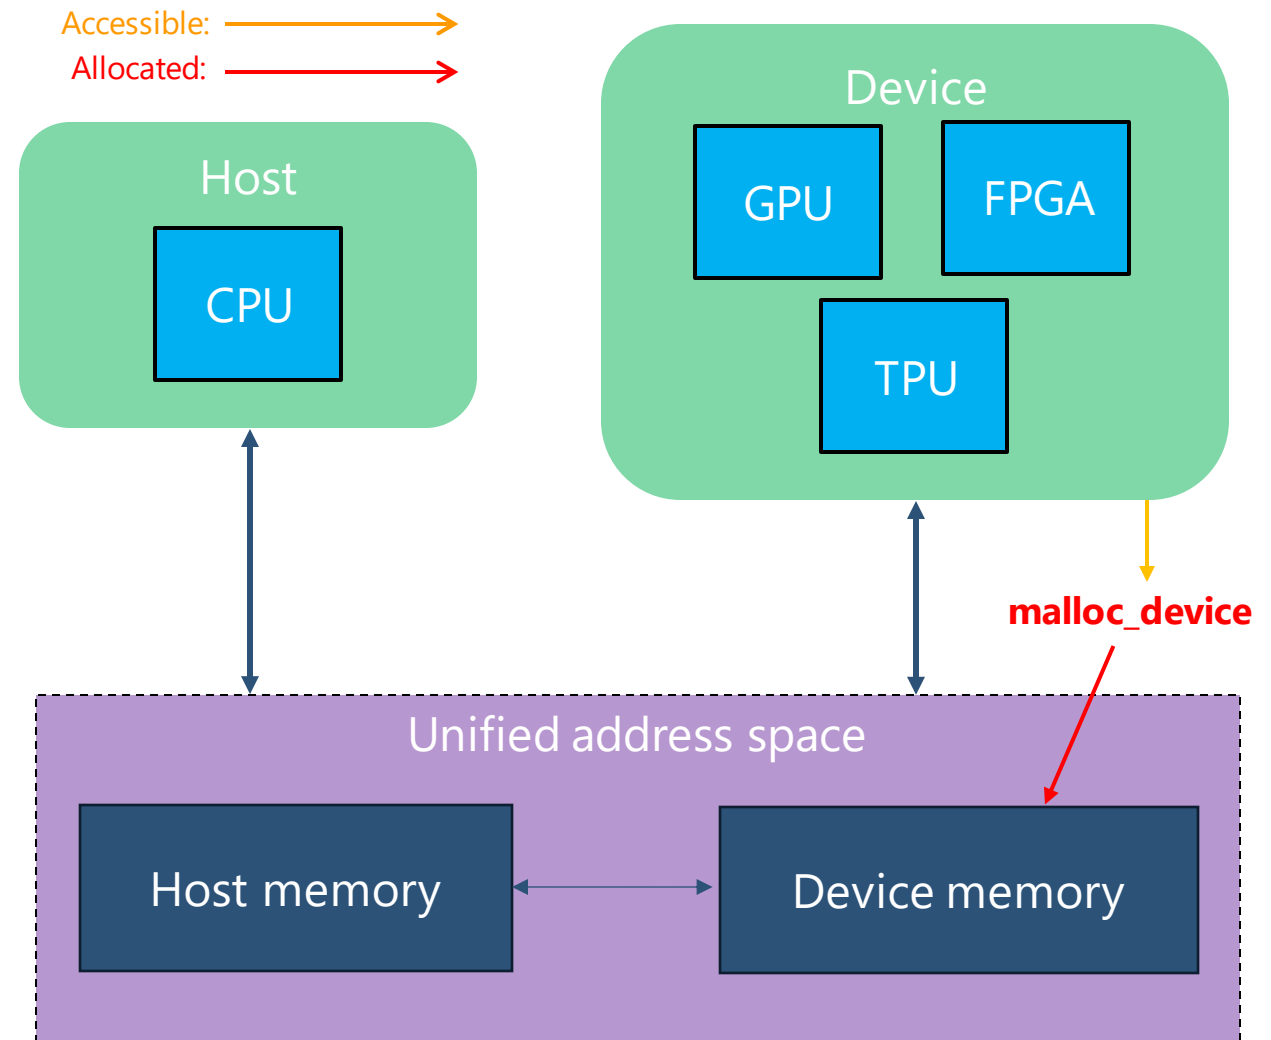 Accessible:
Allocated:
Host
CPU
Device
GPU
FPGA
TPU
malloc_device
Unified address space
Host memory
Device memory